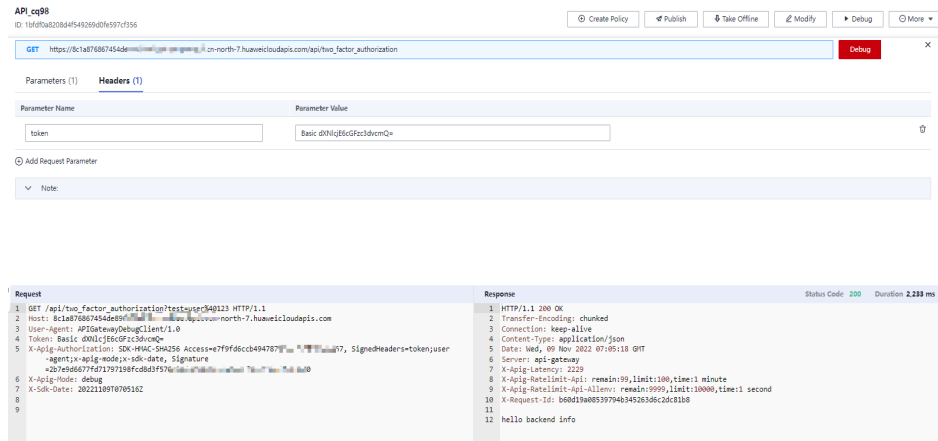 API_cq98
ID: 1bfdf0a8208d4f549269d0fe597cf356
Create Policy Publish Take Offline Modify Debug More
GET https://8c1a876867454de cn-north-7.huaweicloudapis.com/api/two_factor_authorization Debug
Parameters (1) Headers (1)
Parameter Name Parameter Value
token Basic dXNlcjE6cGFzc3dvcmQ=
Add Request Parameter
Note:
Request
1 GET /api/two_factor_authorization?test=user%40123 HTTP/1.1
2 Host: 8c1a876867454de89 north-7.huaweicloudapis.com
3 User-Agent: APIGatewayDebugClient/1.0
4 Token: Basic dXNlcjE6cGFzc3dvcmQ=
5 X-Apig-Authorization: SDK-HMAC-SHA256 Access=e7f9fd6ccb4947879 57, SignedHeaders=token;user
-agent;x-apig-mode;x-sdk-date, Signature
=2b7e9d6677fd71797198fcd8d3f576 0
6 X-Apig-Mode: debug
7 X-Sdk-Date: 20221109T070516Z
8
9
Response Status Code 200 Duration 2,233 ms
1 HTTP/1.1 200 OK
2 Transfer-Encoding: chunked
3 Connection: keep-alive
4 Content-Type: application/json
5 Date: Wed, 09 Nov 2022 07:05:18 GMT
6 Server: api-gateway
7 X-Apig-Latency: 2229
8 X-Apig-Ratelimit-Api: remain:99,limit:100,time:1 minute
9 X-Apig-Ratelimit-Api-Allenv: remain:9999,limit:10000,time:1 second
10 X-Request-Id: b60d19a08539794b345263d6c2dc81b8
11
12 hello backend info